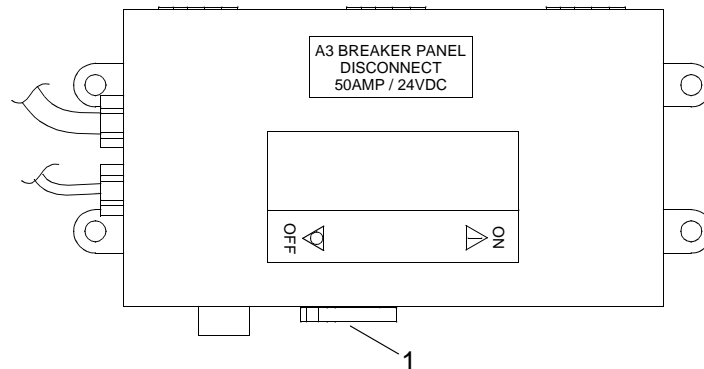 A3 BREAKER PANEL
DISCONNECT
50AMP / 24VDC
OFF
ON
1